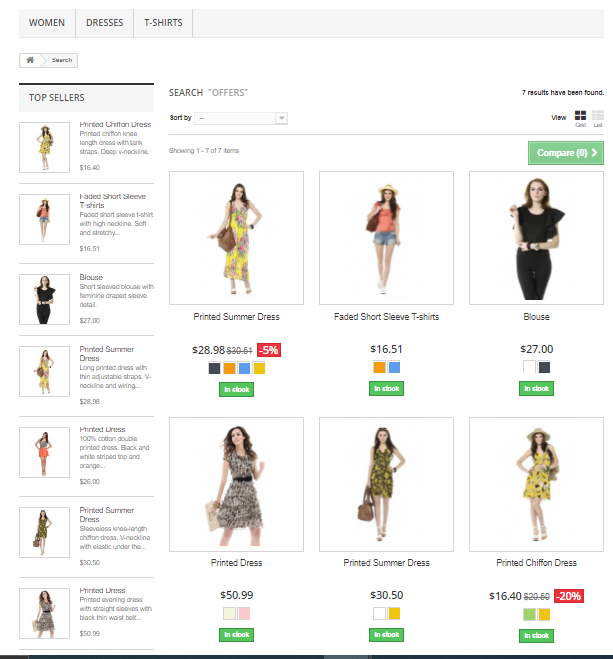 WOMEN DRESSES T-SHIRTS
Search
TOP SELLERS
Printed Chiffon Dress
Printed chiffon knee
length dress with tank
straps. Deep v-neckline.
$16.40
Faded Short Sleeve
T-shirts
Faded short sleeve t-shirt
with high neckline. Soft
and stretchy...
$16.51
Blouse
Short sleeved blouse with
feminine draped sleeve
detail.
$27.00
Printed Summer
Dress
Long printed dress with
thin adjustable straps. V-
neckline and wiring...
$28.98
Printed Dress
100% cotton double
printed dress. Black and
white striped top and
orange...
$26.00
Printed Summer
Dress
Sleeveless knee-length
chiffon dress. V-neckline
with elastic under the...
$30.50
Printed Dress
Printed evening dress
with straight sleeves with
black thin waist belt...
$50.99
SEARCH "OFFERS"
7 results have been found.
Sort by --
View
Grid List
Showing 1 - 7 of 7 items
Compare (0)
Printed Summer Dress
$28.98 $30.51 -5%
In stock
Faded Short Sleeve T-shirts
$16.51
In stock
Blouse
$27.00
In stock
Printed Dress
$50.99
In stock
Printed Summer Dress
$30.50
In stock
Printed Chiffon Dress
$16.40 $20.50 -20%
In stock